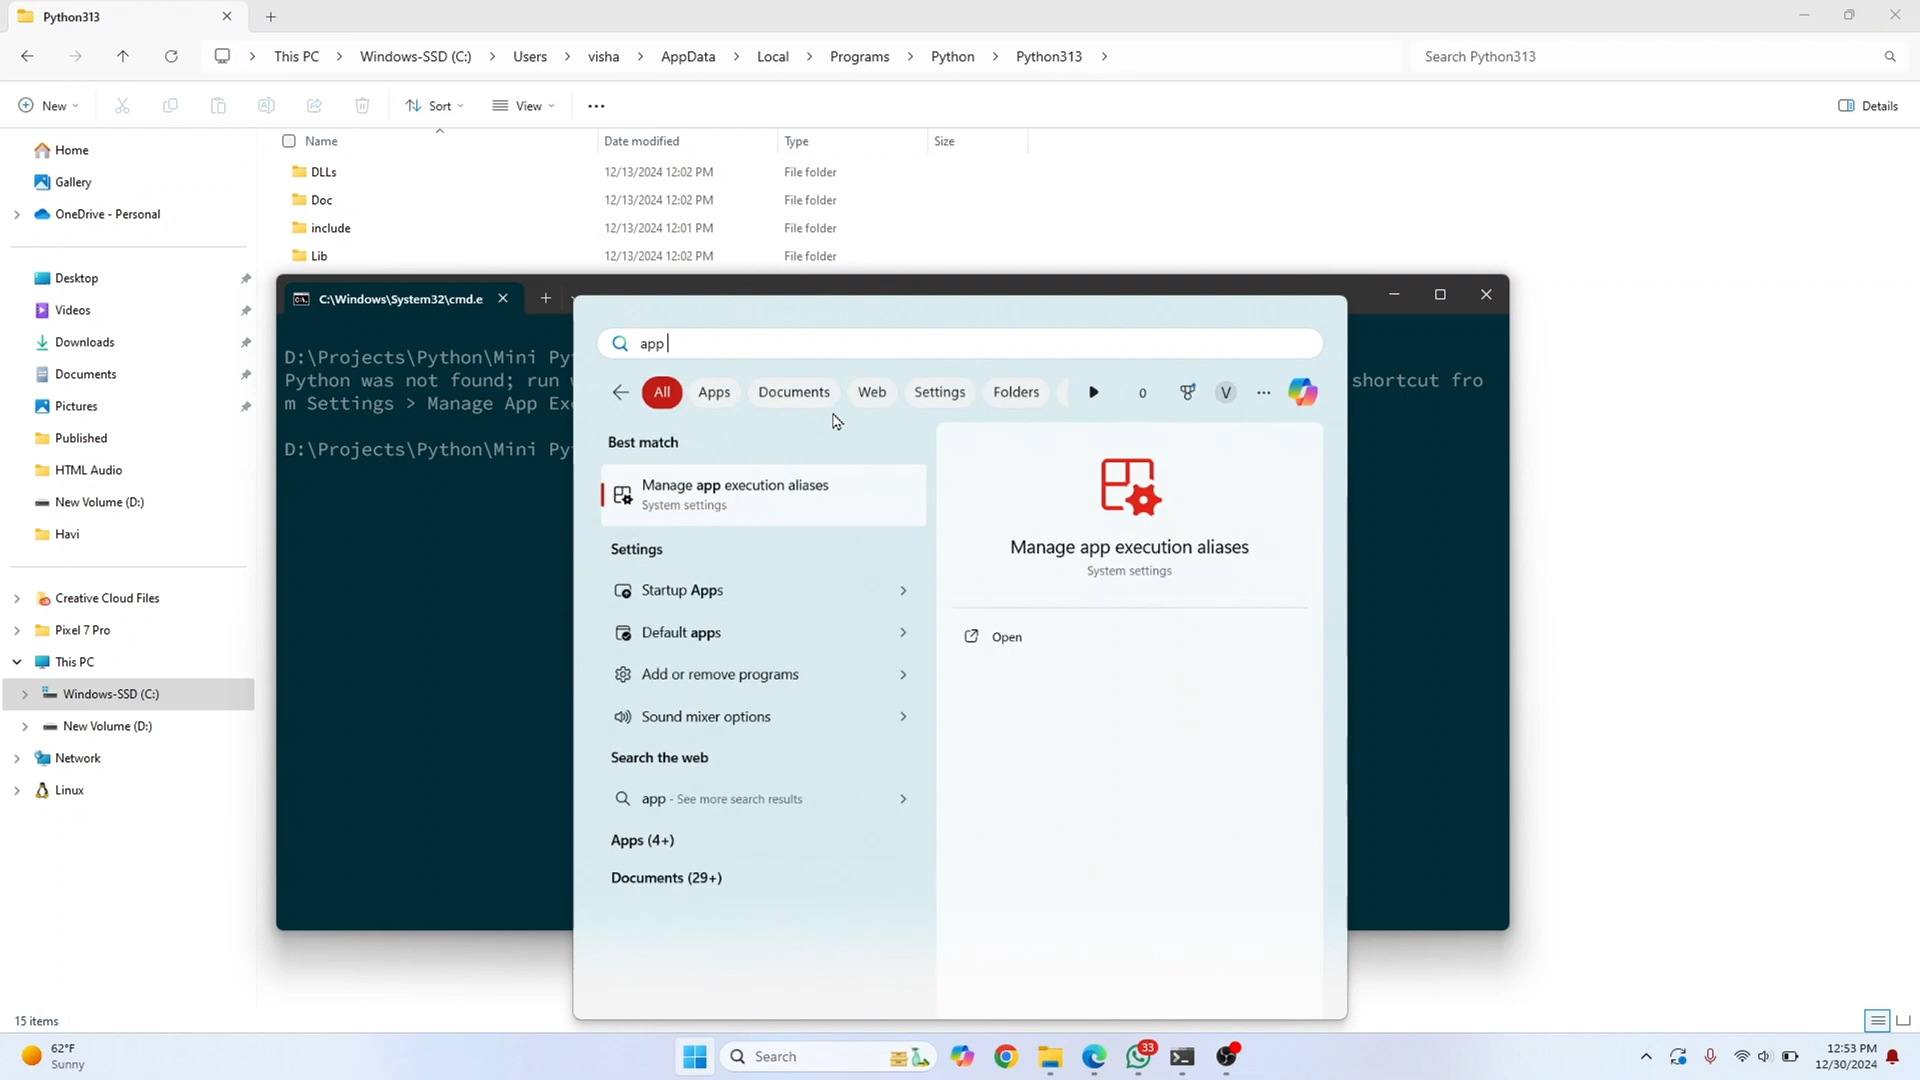 Python313
This PC > Windows-SSD (C:) > Users > visha > AppData > Local > Programs > Python > Python313 >
Search Python313
New
Sort
View
Details
Name
Date modified
Type
Size
Home
Gallery
OneDrive - Personal
Desktop
Videos
Downloads
Documents
Pictures
Published
HTML Audio
New Volume (D:)
Havi
Creative Cloud Files
Pixel 7 Pro
This PC
Windows-SSD (C:)
New Volume (D:)
Network
Linux
DLLs 12/13/2024 12:02 PM File folder
Doc 12/13/2024 12:02 PM File folder
include 12/13/2024 12:01 PM File folder
Lib 12/13/2024 12:02 PM File folder
C:\Windows\System32\cmd.e
D:\Projects\Python\Mini Py
Python was not found; run shortcut fro
m Settings > Manage App Ex
D:\Projects\Python\Mini Py
app
All Apps Documents Web Settings Folders 0 V
Best match
Manage app execution aliases
System settings
Settings
Startup Apps
Default apps
Add or remove programs
Sound mixer options
Search the web
app - See more search results
Apps (4+)
Documents (29+)
Manage app execution aliases
System settings
Open
15 items
62°F
Sunny
Search
33
12:53 PM
12/30/2024